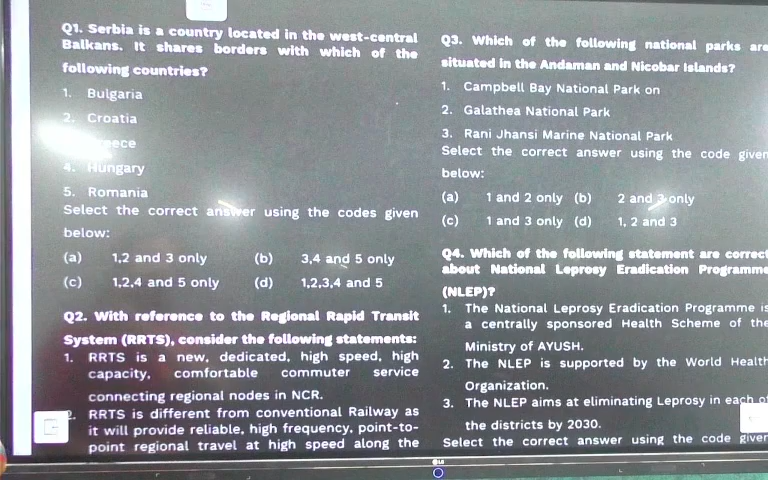 Q1. Serbia is a country located in the west-central
Balkans. It shares borders with which of the
following countries?
1. Bulgaria
2. Croatia
4. Hungary
5. Romania
Select the correct answer using the codes given
below:
(a) 1,2 and 3 only (b) 3,4 and 5 only
(c) 1,2,4 and 5 only (d) 1,2,3,4 and 5
Q2. With reference to the Regional Rapid Transit
System (RRTS), consider the following statements:
1. RRTS is a new, dedicated, high speed, high
capacity, comfortable commuter service
connecting regional nodes in NCR.
2. RRTS is different from conventional Railway as
it will provide reliable, high frequency, point-to-
point regional travel at high speed along the
Q3. Which of the following national parks are
situated in the Andaman and Nicobar Islands?
1. Campbell Bay National Park on
2. Galathea National Park
3. Rani Jhansi Marine National Park
Select the correct answer using the code given
below:
(a) 1 and 2 only (b) 2 and 3 only
(c) 1 and 3 only (d) 1, 2 and 3
Q4. Which of the following statement are correct
about National Leprosy Eradication Programme
(NLEP)?
1. The National Leprosy Eradication Programme is
a centrally sponsored Health Scheme of the
Ministry of AYUSH.
2. The NLEP is supported by the World Health
Organization.
3. The NLEP aims at eliminating Leprosy in each of
the districts by 2030.
Select the correct answer using the code given
LG